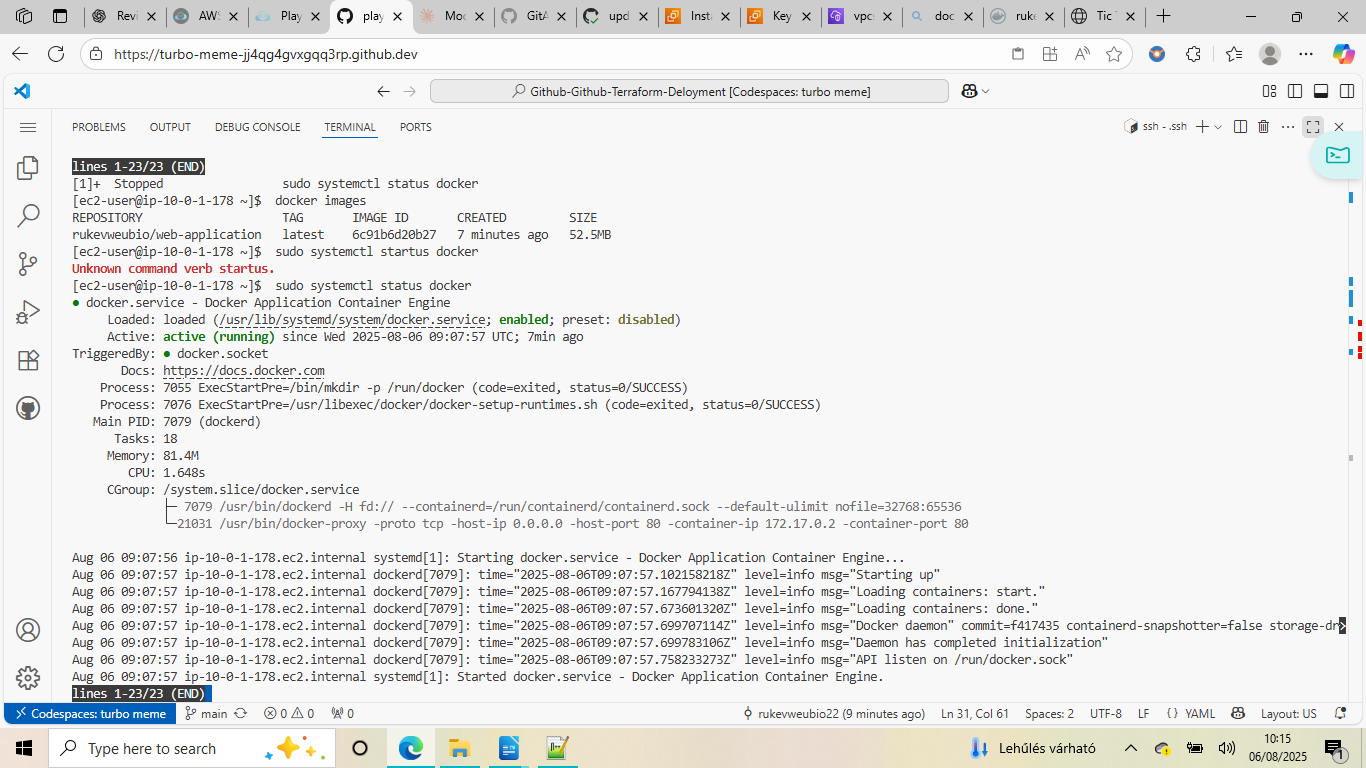 Revi
AWS
Play
play
Moc
GitA
upd
Insta
Key
vpc
doc
ruke
Tic T
https://turbo-meme-jj4qg4gvxgqq3rp.github.dev
Github-Github-Terraform-Deloyment [Codespaces: turbo meme]
PROBLEMS OUTPUT DEBUG CONSOLE TERMINAL PORTS
ssh - .ssh
lines 1-23/23 (END)
[1]+  Stopped                 sudo systemctl status docker
[ec2-user@ip-10-0-1-178 ~]$  docker images
REPOSITORY                    TAG       IMAGE ID       CREATED         SIZE
rukevweubio/web-application   latest    6c91b6d20b27   7 minutes ago   52.5MB
[ec2-user@ip-10-0-1-178 ~]$  sudo systemctl startus docker
Unknown command verb startus.
[ec2-user@ip-10-0-1-178 ~]$  sudo systemctl status docker
● docker.service - Docker Application Container Engine
Loaded: loaded (/usr/lib/systemd/system/docker.service; enabled; preset: disabled)
Active: active (running) since Wed 2025-08-06 09:07:57 UTC; 7min ago
TriggeredBy: ● docker.socket
Docs: https://docs.docker.com
Process: 7055 ExecStartPre=/bin/mkdir -p /run/docker (code=exited, status=0/SUCCESS)
Process: 7076 ExecStartPre=/usr/libexec/docker/docker-setup-runtimes.sh (code=exited, status=0/SUCCESS)
Main PID: 7079 (dockerd)
Tasks: 18
Memory: 81.4M
CPU: 1.648s
CGroup: /system.slice/docker.service
├─ 7079 /usr/bin/dockerd -H fd:// --containerd=/run/containerd/containerd.sock --default-ulimit nofile=32768:65536
└─21031 /usr/bin/docker-proxy -proto tcp -host-ip 0.0.0.0 -host-port 80 -container-ip 172.17.0.2 -container-port 80
Aug 06 09:07:56 ip-10-0-1-178.ec2.internal systemd[1]: Starting docker.service - Docker Application Container Engine...
Aug 06 09:07:57 ip-10-0-1-178.ec2.internal dockerd[7079]: time="2025-08-06T09:07:57.102158218Z" level=info msg="Starting up"
Aug 06 09:07:57 ip-10-0-1-178.ec2.internal dockerd[7079]: time="2025-08-06T09:07:57.167794138Z" level=info msg="Loading containers: start."
Aug 06 09:07:57 ip-10-0-1-178.ec2.internal dockerd[7079]: time="2025-08-06T09:07:57.673601320Z" level=info msg="Loading containers: done."
Aug 06 09:07:57 ip-10-0-1-178.ec2.internal dockerd[7079]: time="2025-08-06T09:07:57.699707114Z" level=info msg="Docker daemon" commit=f417435 containerd-snapshotter=false storage-dr>
Aug 06 09:07:57 ip-10-0-1-178.ec2.internal dockerd[7079]: time="2025-08-06T09:07:57.699783106Z" level=info msg="Daemon has completed initialization"
Aug 06 09:07:57 ip-10-0-1-178.ec2.internal dockerd[7079]: time="2025-08-06T09:07:57.758233273Z" level=info msg="API listen on /run/docker.sock"
Aug 06 09:07:57 ip-10-0-1-178.ec2.internal systemd[1]: Started docker.service - Docker Application Container Engine.
lines 1-23/23 (END)
Codespaces: turbo meme main 0 0 0 rukevweubio22 (9 minutes ago) Ln 31, Col 61 Spaces: 2 UTF-8 LF {} YAML Layout: US
Type here to search
Lehűlés várható
10:15
06/08/2025
1